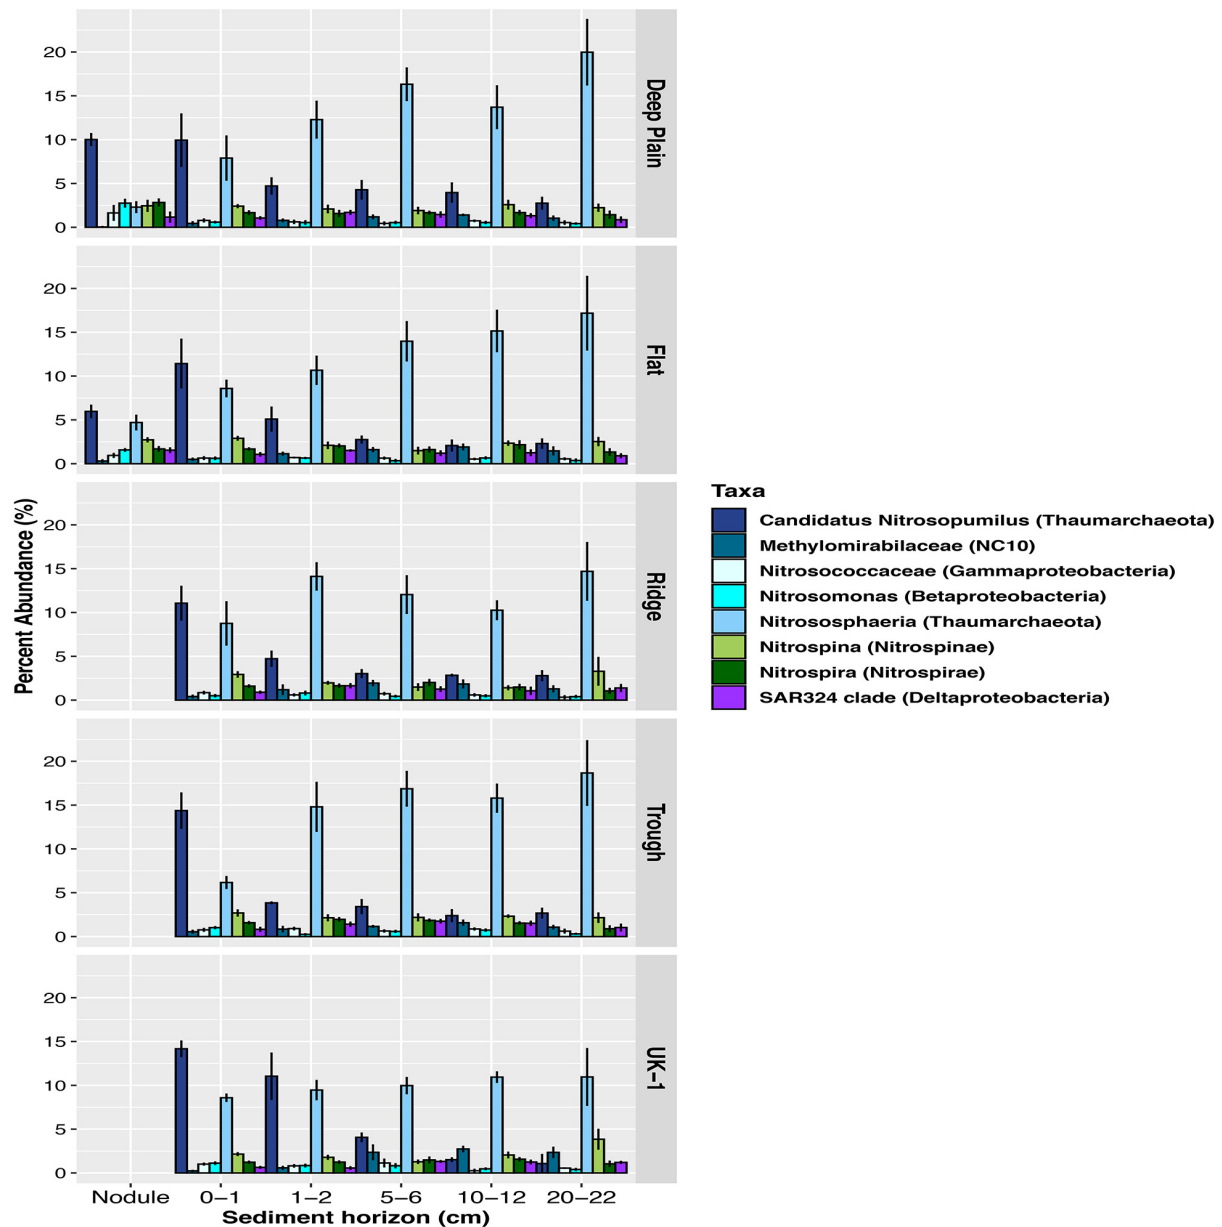 20
15
10
5
0
Deep Plain
20
15
10
5
0
Flat
20
15
10
5
0
Ridge
20
15
10
5
0
Trough
20
15
10
5
0
UK−1
Percent Abundance (%)
Nodule 0−1 1−2 5−6 10−12 20−22
Sediment horizon (cm)
Taxa
Candidatus Nitrosopumilus (Thaumarchaeota)
Methylomirabilaceae (NC10)
Nitrosococcaceae (Gammaproteobacteria)
Nitrosomonas (Betaproteobacteria)
Nitrososphaeria (Thaumarchaeota)
Nitrospina (Nitrospinae)
Nitrospira (Nitrospirae)
SAR324 clade (Deltaproteobacteria)